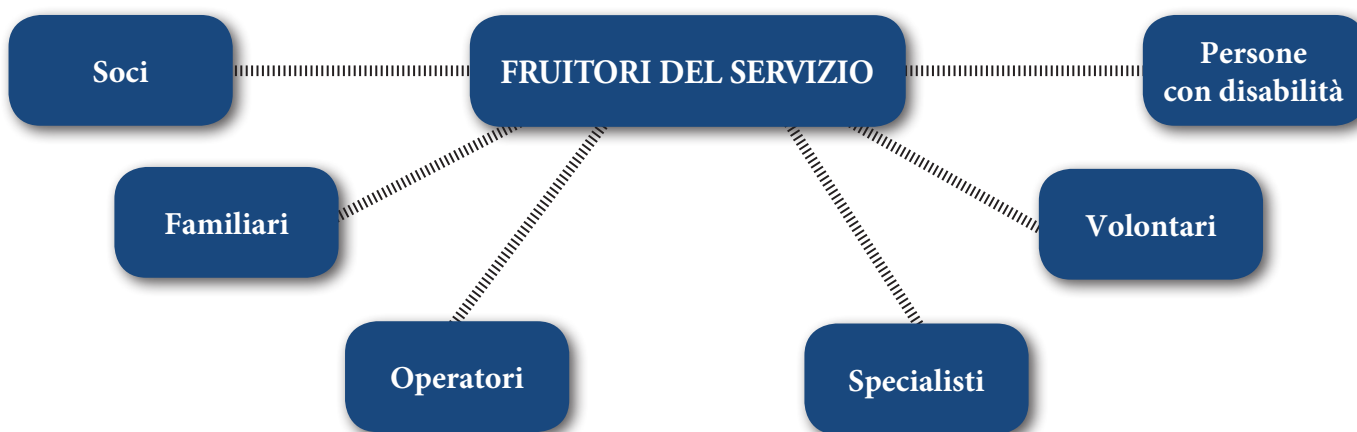 Soci
FRUITORI DEL SERVIZIO
Persone
con disabilità
Familiari
Volontari
Operatori
Specialisti